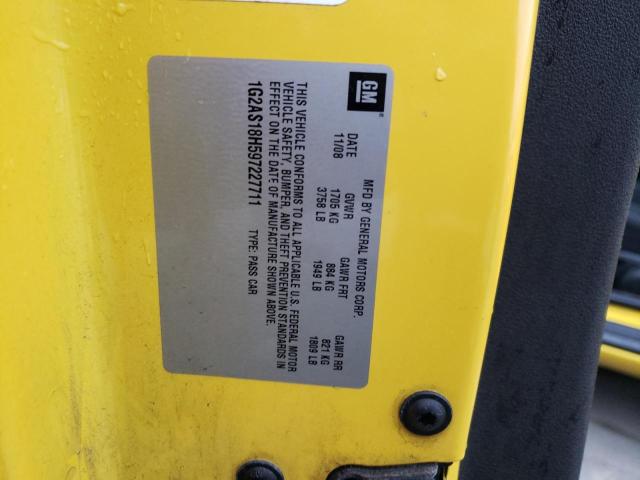 GM
MFD BY GENERAL MOTORS CORP.
DATE GVWR GAWR FRT GAWR RR
11/08 1705 KG 884 KG 821 KG
3758 LB 1949 LB 1809 LB
THIS VEHICLE CONFORMS TO ALL APPLICABLE U.S. FEDERAL MOTOR
VEHICLE SAFETY, BUMPER, AND THEFT PREVENTION STANDARDS IN
EFFECT ON THE DATE OF MANUFACTURE SHOWN ABOVE.
1G2AS18H597227711 TYPE: PASS CAR